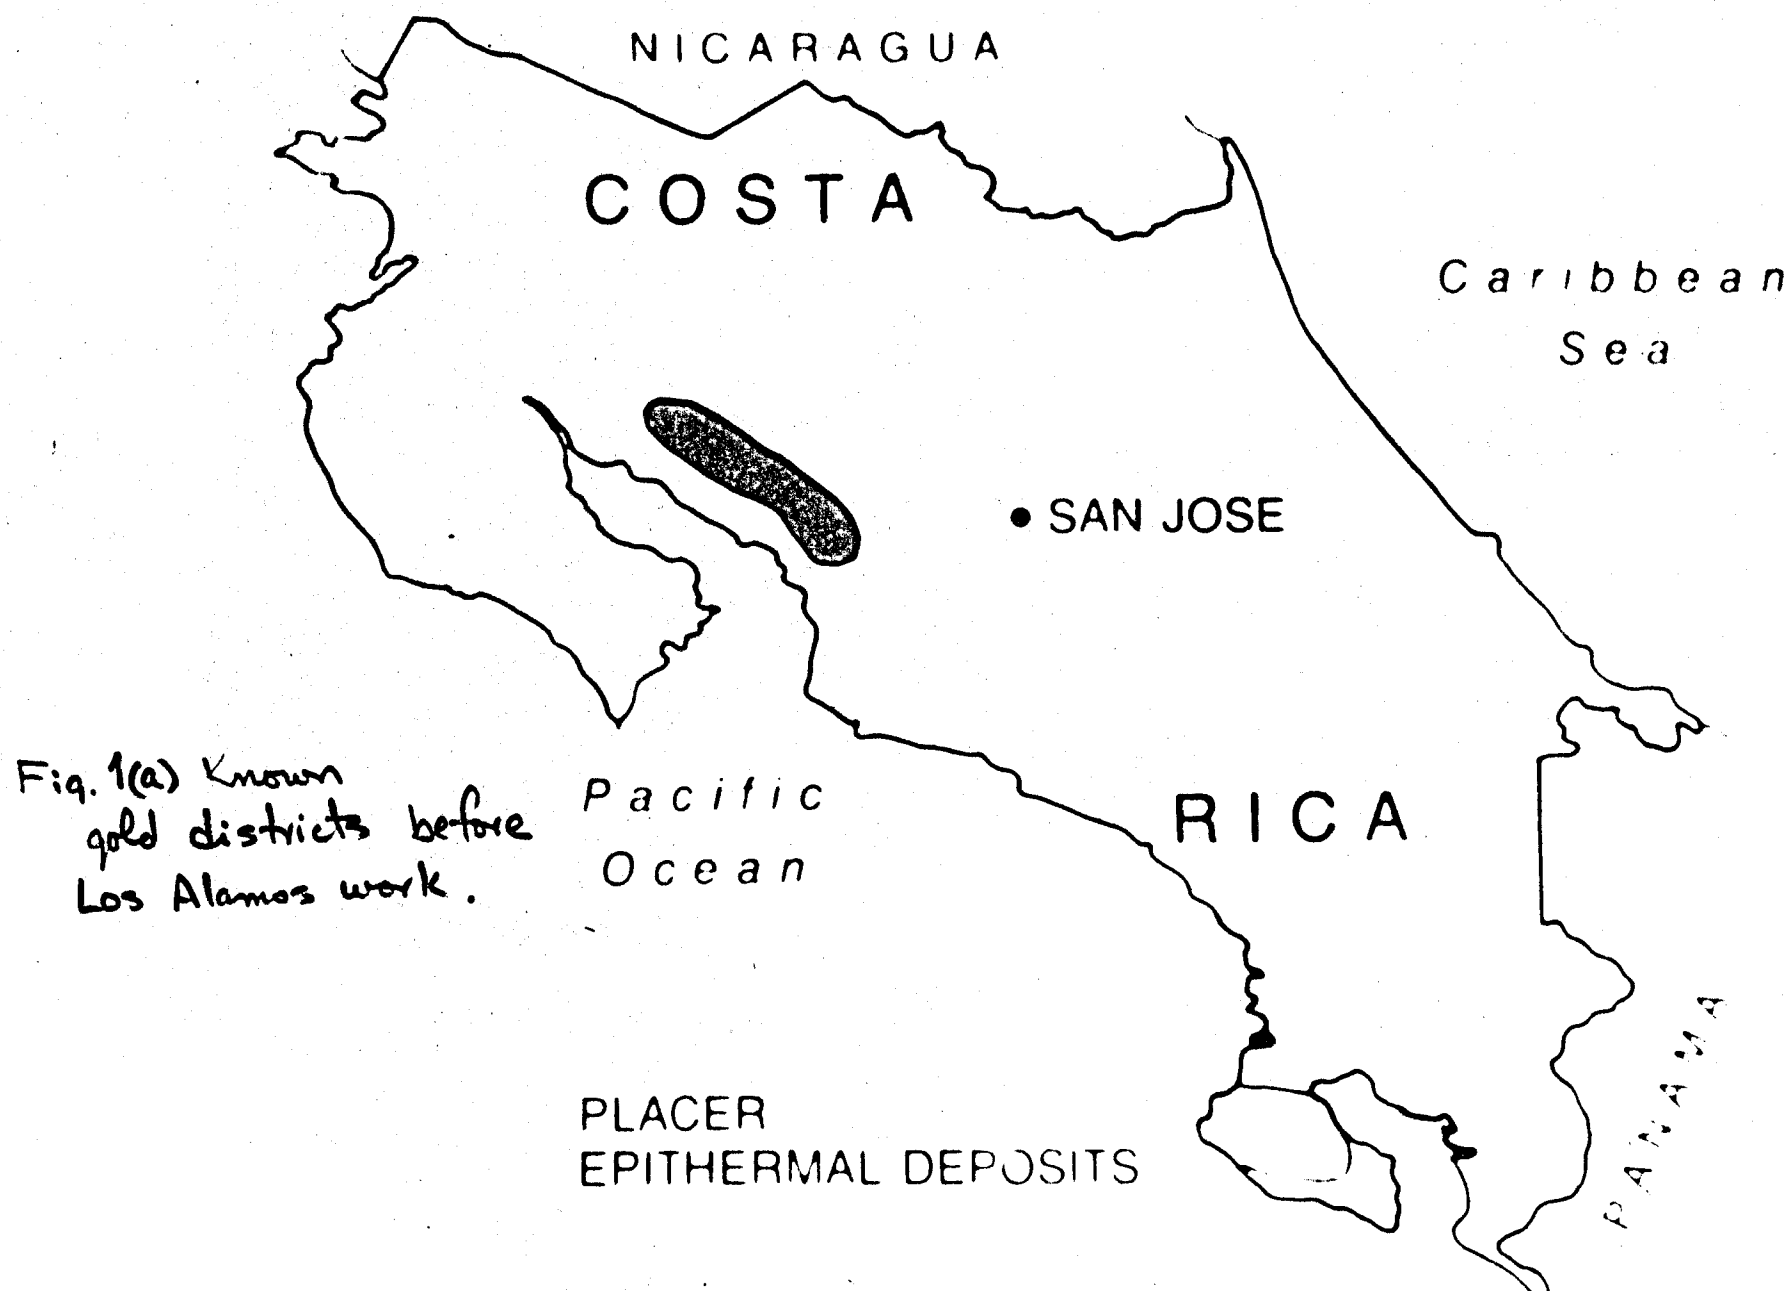 NICARAGUA
COSTA
Caribbean
Sea
SAN JOSE
Fig. 1(a) Known
gold districts before
Los Alamos work.
Pacific
Ocean
RICA
PANAMA
PLACER
EPITHERMAL DEPOSITS